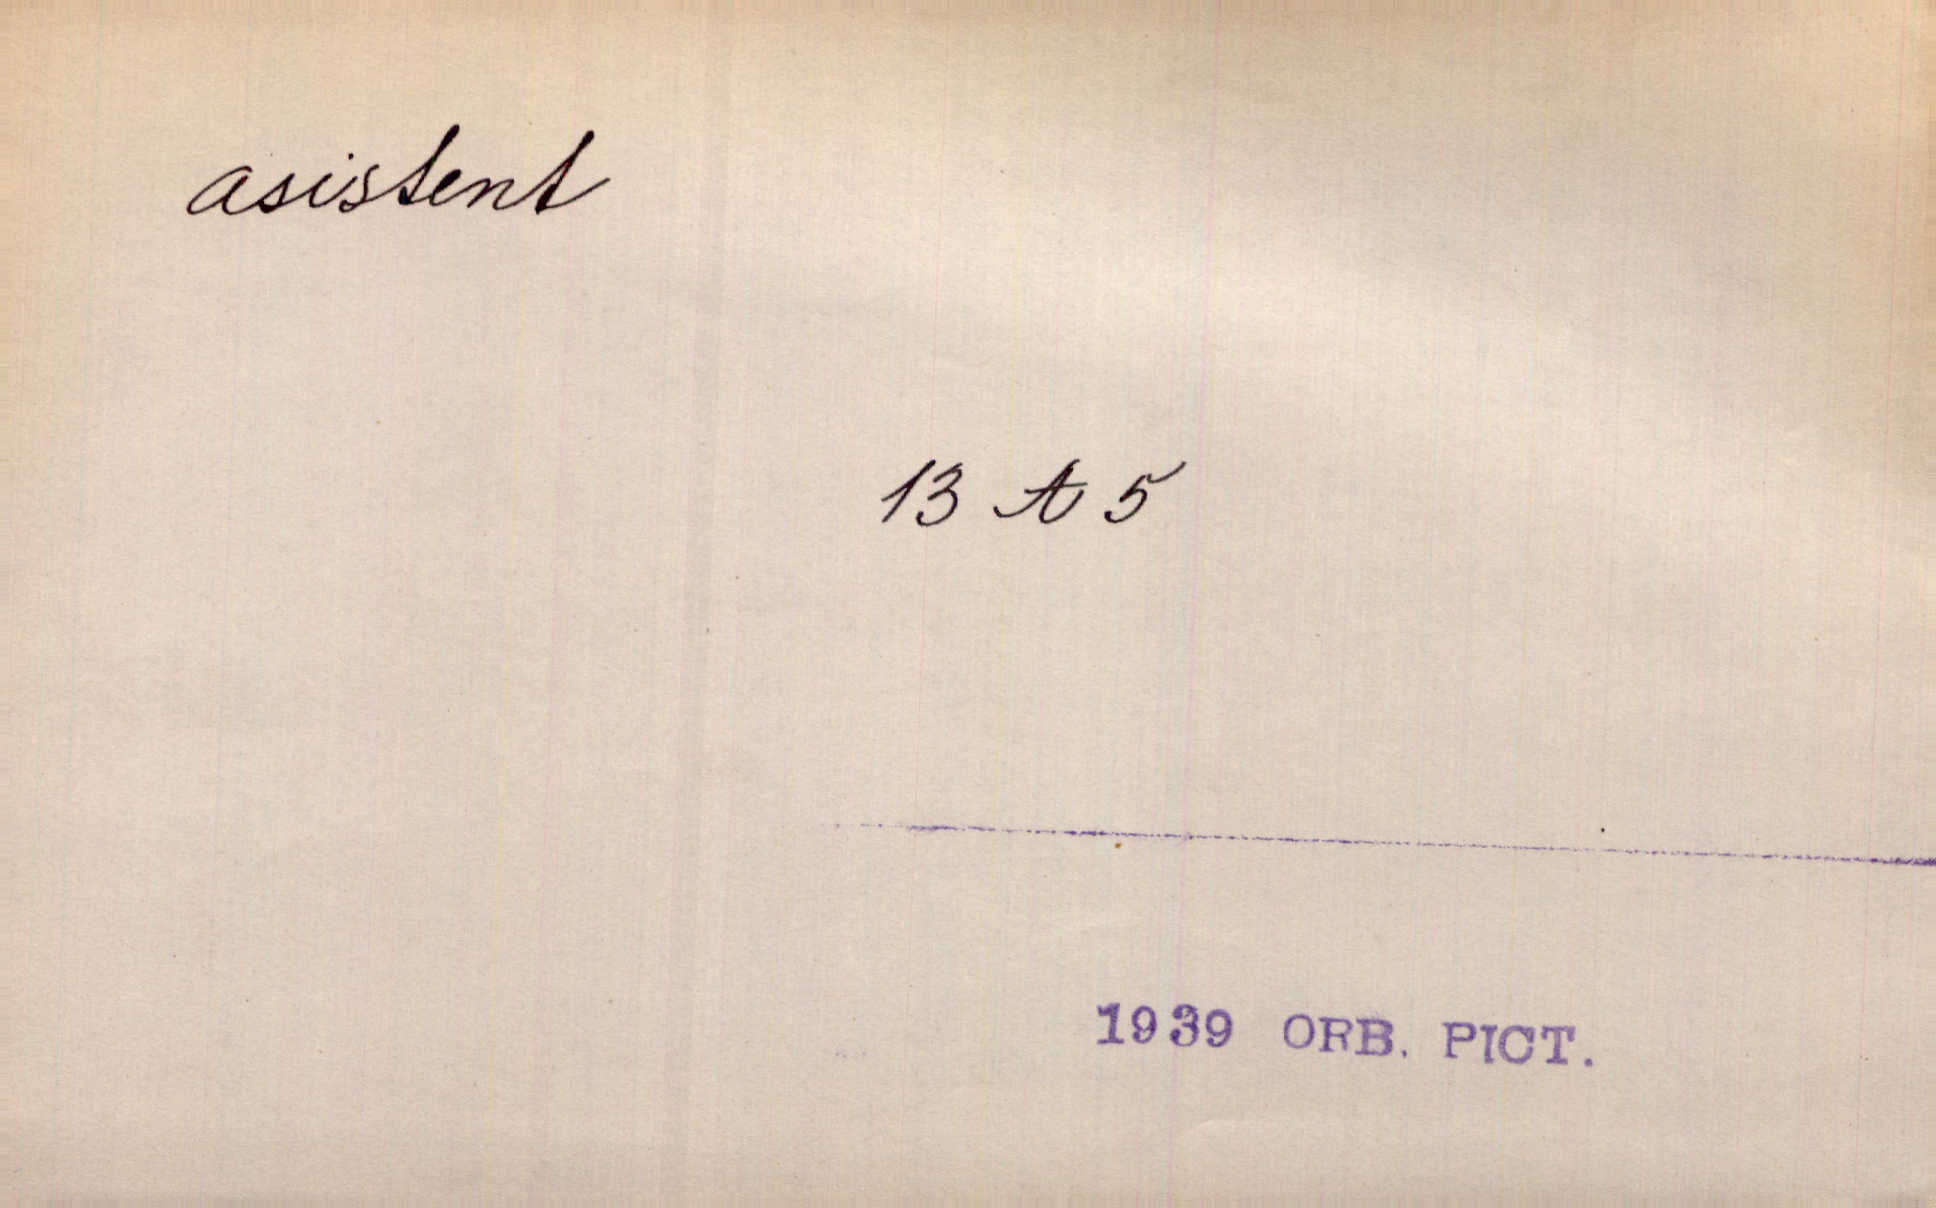 asistent
13 A 5
1939 ORB. PICT.